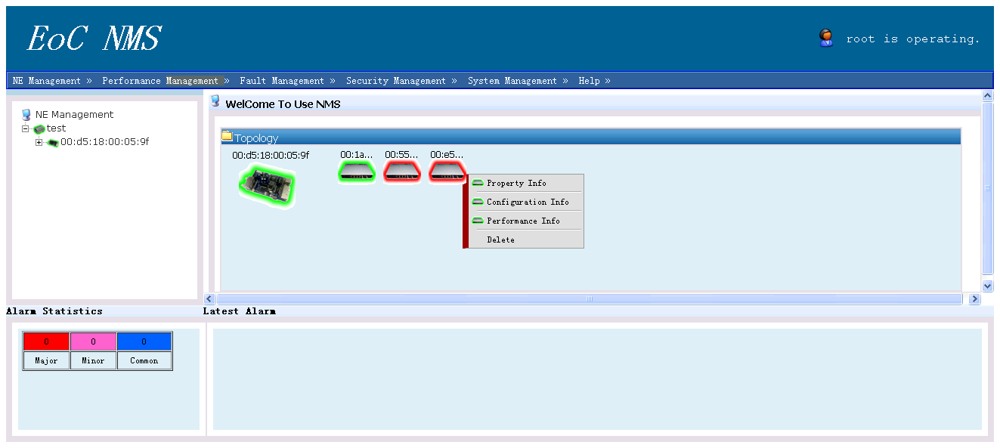 EoC NMS
root is operating.
NE Management » Performance Management » Fault Management » Security Management » System Management » Help »
NE Management
test
00:d5:18:00:05:9f
WelCome To Use NMS
Topology
00:d5:18:00:05:9f 00:1a... 00:55... 00:e5...
Property Info
Configuration Info
Performance Info
Delete
Alarm Statistics
Latest Alarm
0 0 0
Major Minor Common